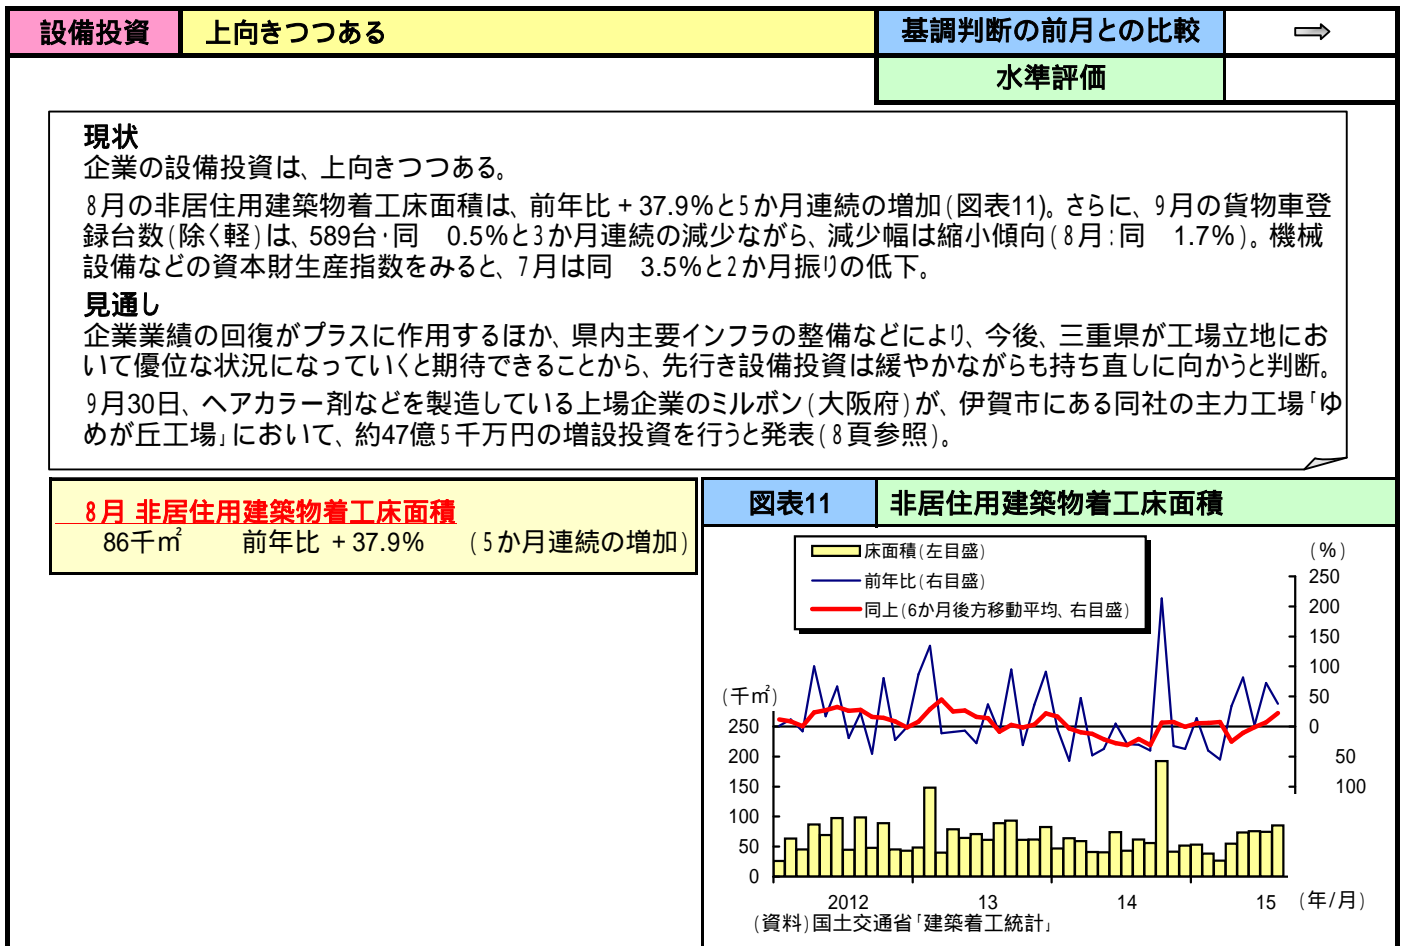 設備投資 上向きつつある 基調判断の前月との比較 ⇒
水準評価
現状
企業の設備投資は、上向きつつある。
8月の非居住用建築物着工床面積は、前年比+37.9%と5か月連続の増加(図表11)。さらに、9月の貨物車登
録台数(除く軽)は、589台・同 0.5%と3か月連続の減少ながら、減少幅は縮小傾向(8月:同 1.7%)。機械
設備などの資本財生産指数をみると、7月は同 3.5%と2か月振りの低下。
見通し
企業業績の回復がプラスに作用するほか、県内主要インフラの整備などにより、今後、三重県が工場立地にお
いて優位な状況になっていくと期待できることから、先行き設備投資は緩やかながらも持ち直しに向かうと判断。
9月30日、ヘアカラー剤などを製造している上場企業のミルボン(大阪府)が、伊賀市にある同社の主力工場「ゆ
めが丘工場」において、約47億5千万円の増設投資を行うと発表(8頁参照)。
8月 非居住用建築物着工床面積
86千㎡ 前年比 +37.9% (5か月連続の増加)
図表11 非居住用建築物着工床面積
床面積(左目盛)
前年比(右目盛)
同上(6か月後方移動平均、右目盛)
(%)
250
200
150
100
50
0
50
100
(千㎡)
250
200
150
100
50
0
2012 13 14 15 (年/月)
(資料)国土交通省「建築着工統計」